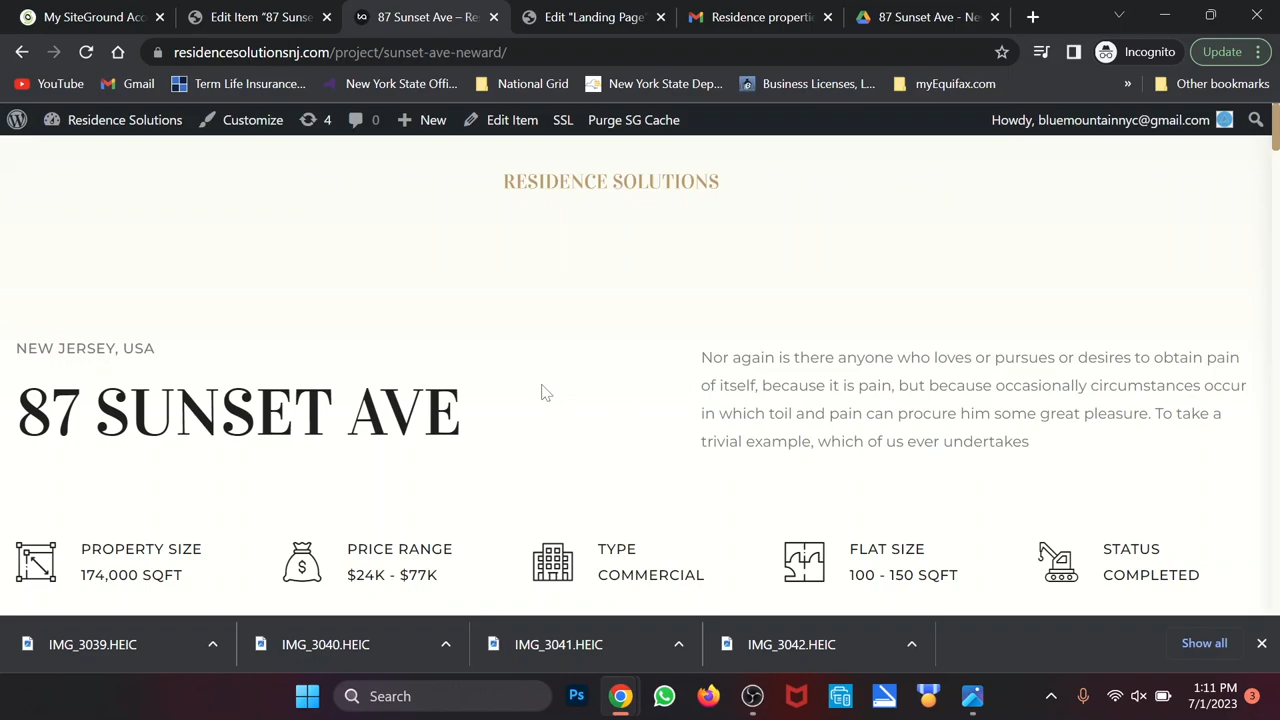 My SiteGround Acc
Edit Item "87 Suns
87 Sunset Ave – Re
Edit "Landing Page"
Residence properti
87 Sunset Ave - Ne
residencesolutionsnj.com/project/sunset-ave-neward/
Incognito
Update
YouTube
Gmail
Term Life Insurance...
New York State Offi...
National Grid
New York State Dep...
Business Licenses, L...
myEquifax.com
»
Other bookmarks
Residence Solutions
Customize
4
0
New
Edit Item
SSL
Purge SG Cache
Howdy, bluemountainnyc@gmail.com
RESIDENCE SOLUTIONS
NEW JERSEY, USA
87 SUNSET AVE
Nor again is there anyone who loves or pursues or desires to obtain pain
of itself, because it is pain, but because occasionally circumstances occur
in which toil and pain can procure him some great pleasure. To take a
trivial example, which of us ever undertakes
PROPERTY SIZE
174,000 SQFT
PRICE RANGE
$24K - $77K
TYPE
COMMERCIAL
FLAT SIZE
100 - 150 SQFT
STATUS
COMPLETED
IMG_3039.HEIC
IMG_3040.HEIC
IMG_3041.HEIC
IMG_3042.HEIC
Show all
Search
Ps
1:11 PM
7/1/2023
3